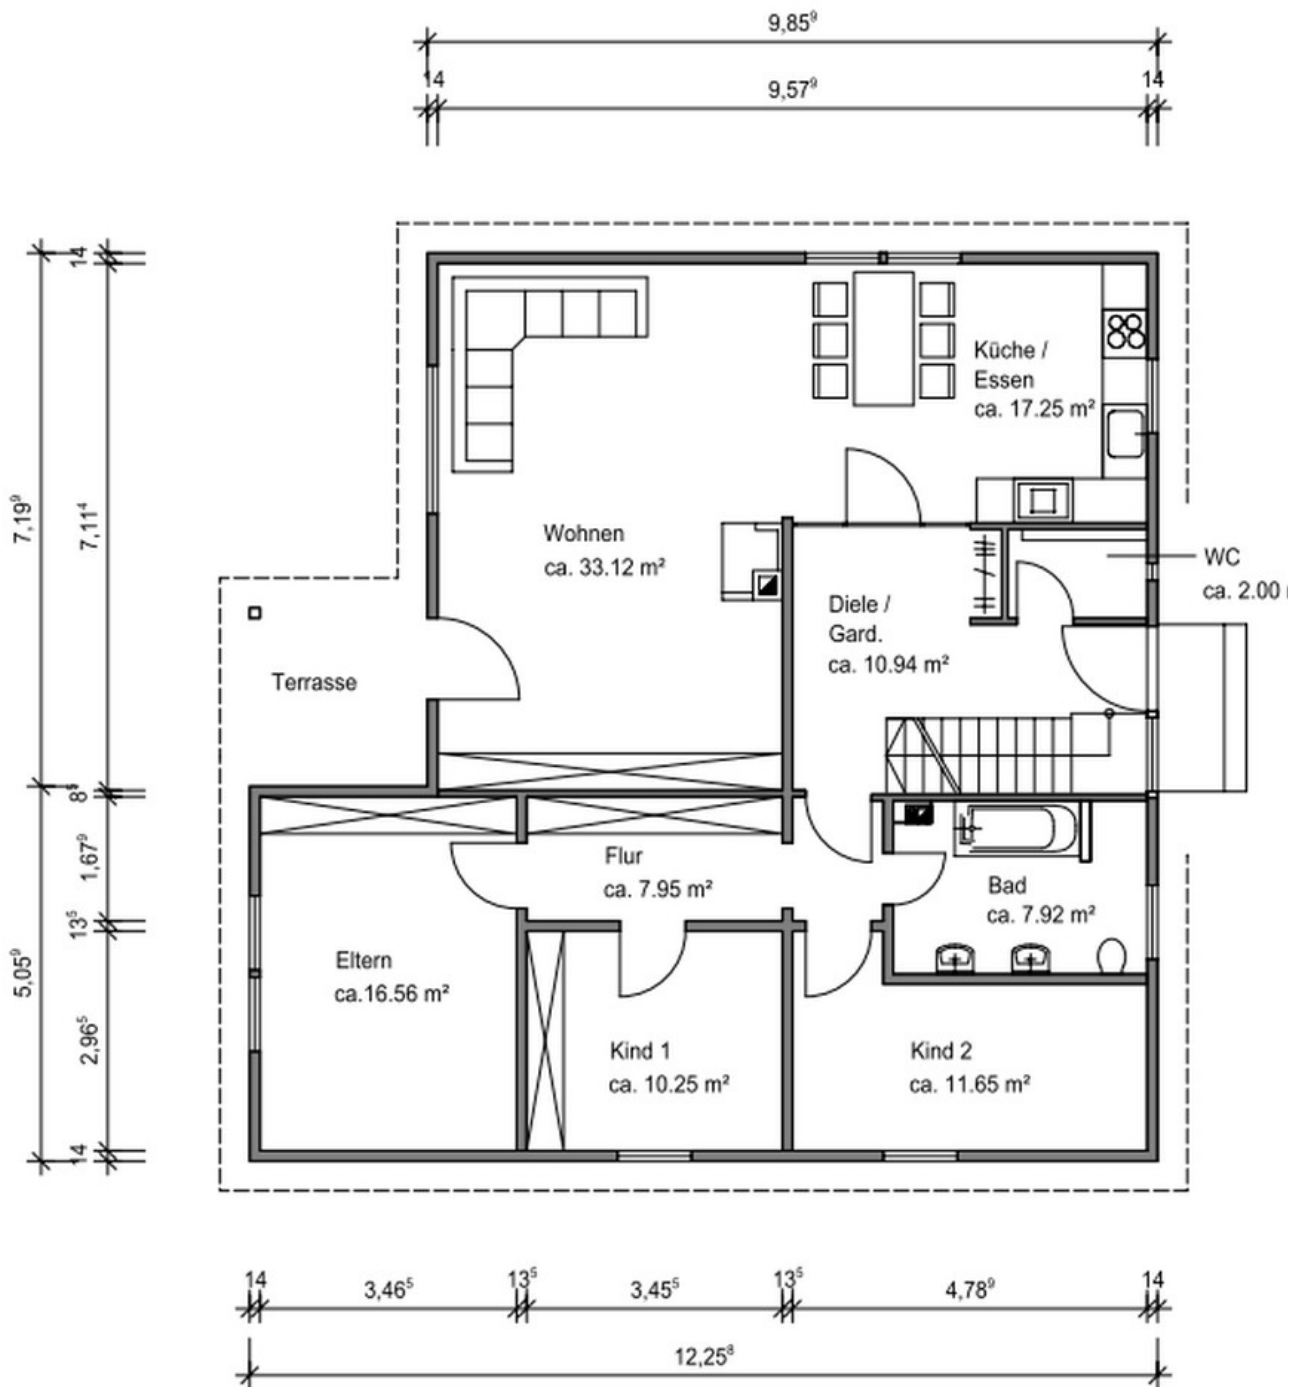 9,85⁹
14
9,57⁹
14
14
7,19⁹
7,11⁴
Küche /
Essen
ca. 17.25 m²
Wohnen
ca. 33.12 m²
WC
ca. 2.00
Diele /
Gard.
ca. 10.94 m²
Terrasse
8⁵
1,67⁹
13⁵
5,05⁹
2,96⁵
14
Flur
ca. 7.95 m²
Bad
ca. 7.92 m²
Eltern
ca.16.56 m²
Kind 1
ca. 10.25 m²
Kind 2
ca. 11.65 m²
14
3,46⁵
13⁵
3,45⁵
13⁵
4,78⁹
14
12,25⁸